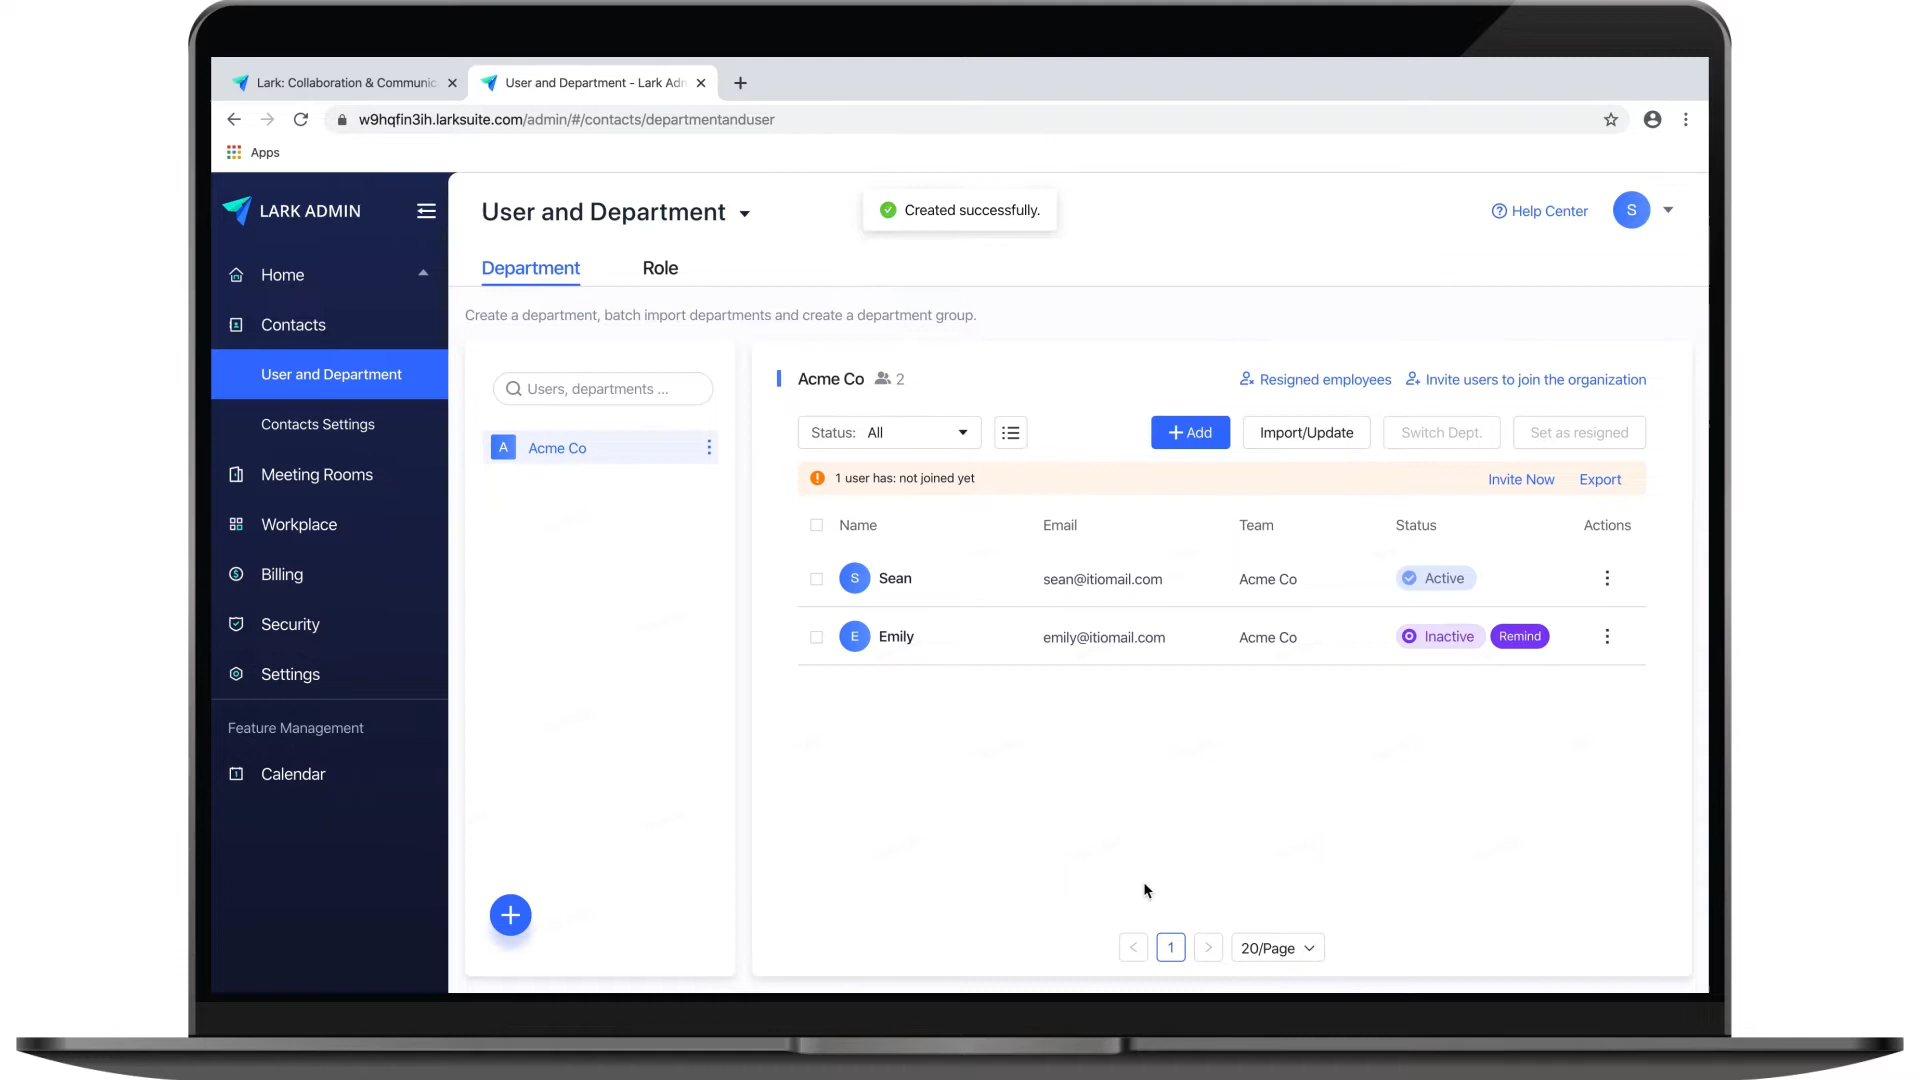 Lark: Collaboration & Communic
User and Department - Lark Adn
w9hqfin3ih.larksuite.com/admin/#/contacts/departmentanduser
Apps
LARK ADMIN
Home
Contacts
User and Department
Contacts Settings
Meeting Rooms
Workplace
Billing
Security
Settings
Feature Management
Calendar
User and Department
Created successfully.
Help Center
S
Department
Role
Create a department, batch import departments and create a department group.
Users, departments ...
A Acme Co
Acme Co 2
Resigned employees
Invite users to join the organization
Status: All
+ Add
Import/Update
Switch Dept.
Set as resigned
1 user has: not joined yet
Invite Now
Export
Name Email Team Status Actions
S Sean sean@itiomail.com Acme Co Active
E Emily emily@itiomail.com Acme Co Inactive Remind
< 1 > 20/Page